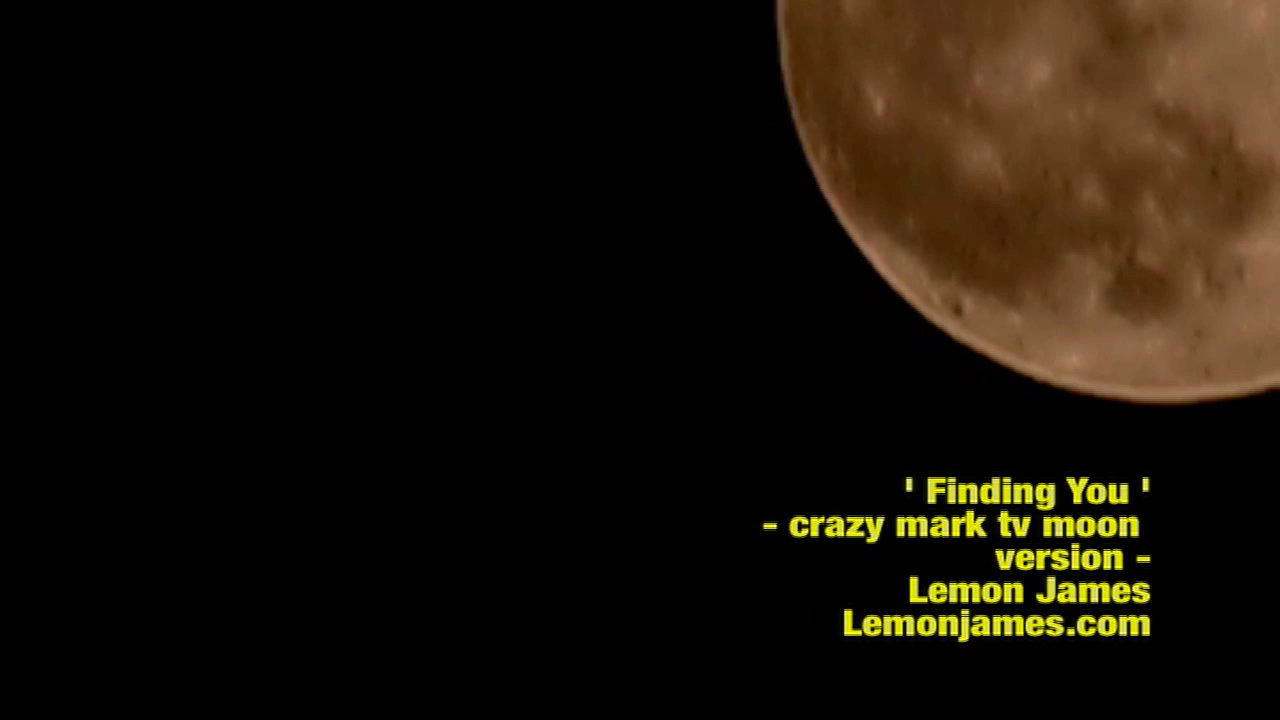 ' Finding You '
- crazy mark tv moon
version -
Lemon James
Lemonjames.com